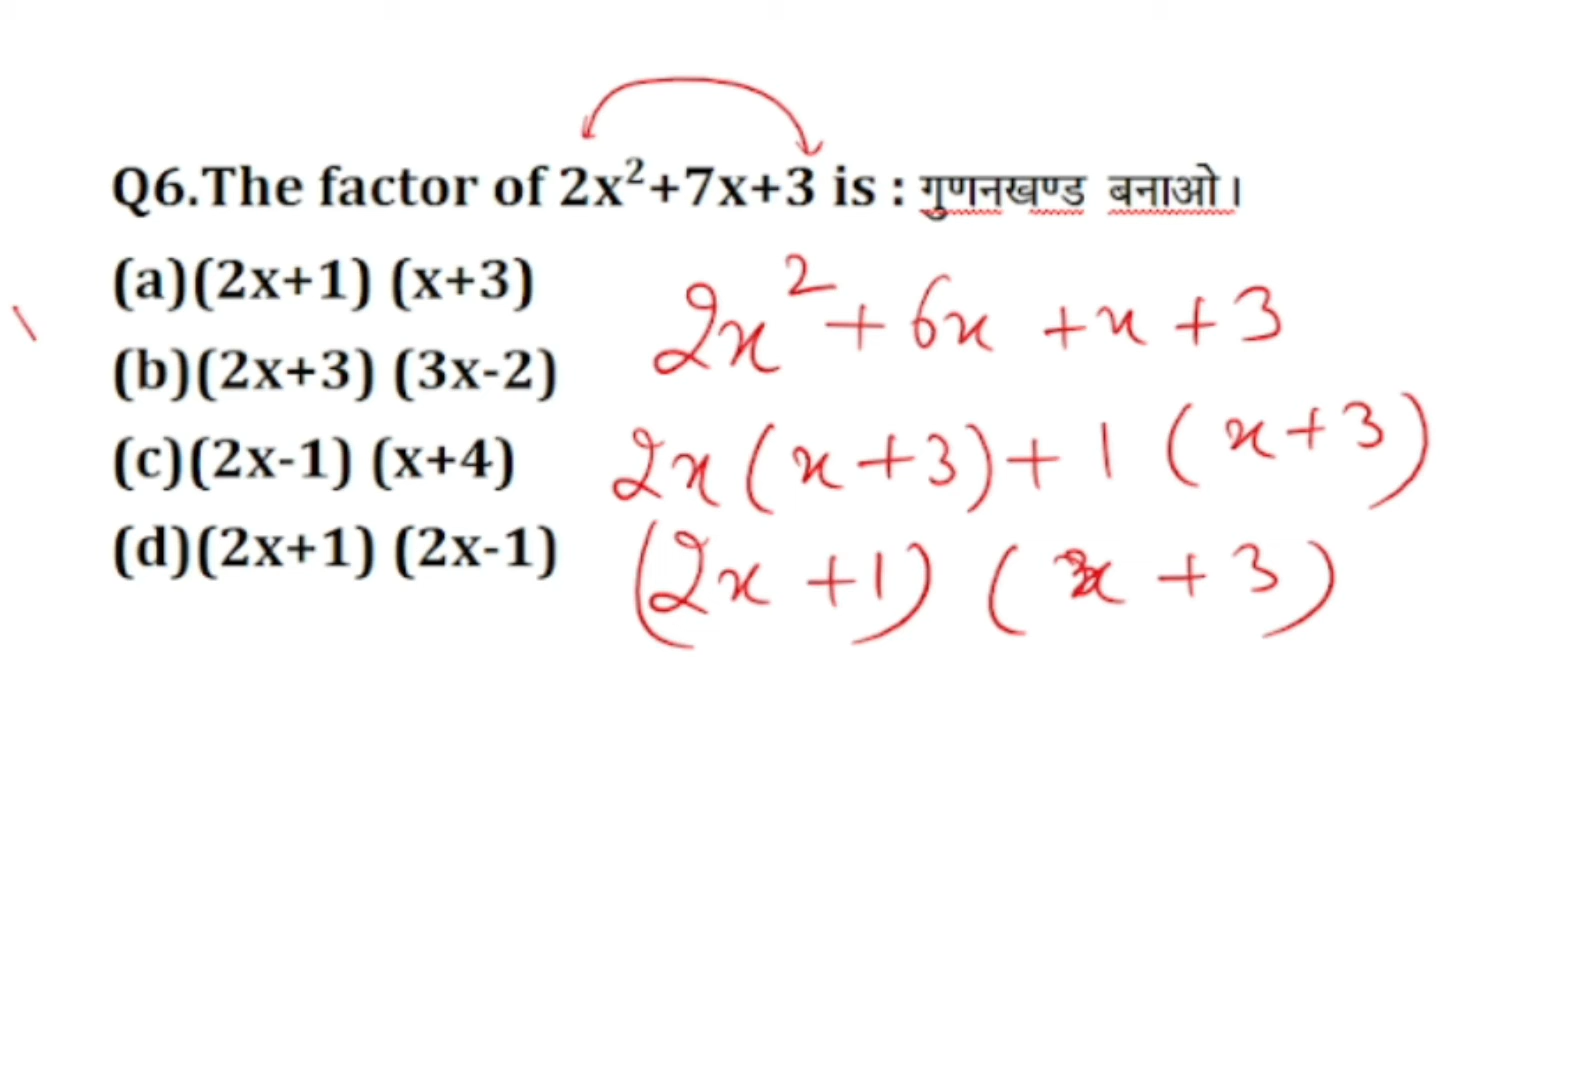 Q6.The factor of 2x²+7x+3 is : गुणनखण्ड बनाओ।
(a)(2x+1) (x+3)
(b)(2x+3) (3x-2)
(c)(2x-1) (x+4)
(d)(2x+1) (2x-1)
2x² + 6x + x + 3
2x (x+3) + 1 (x+3)
(2x +1) (x + 3)